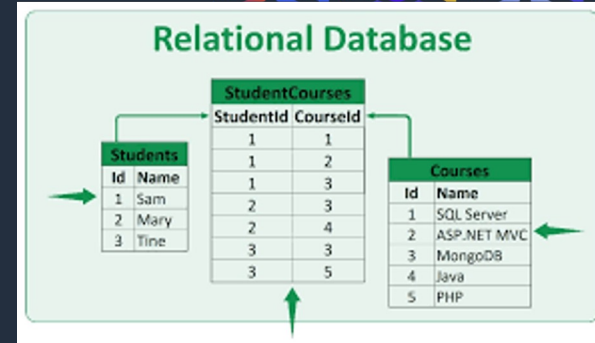 Relational Database
StudentCourses
StudentId CourseId
1 1
1 2
1 3
2 3
2 4
3 3
3 5
Students
Id Name
1 Sam
2 Mary
3 Tine
Courses
Id Name
1 SQL Server
2 ASP.NET MVC
3 MongoDB
4 Java
5 PHP